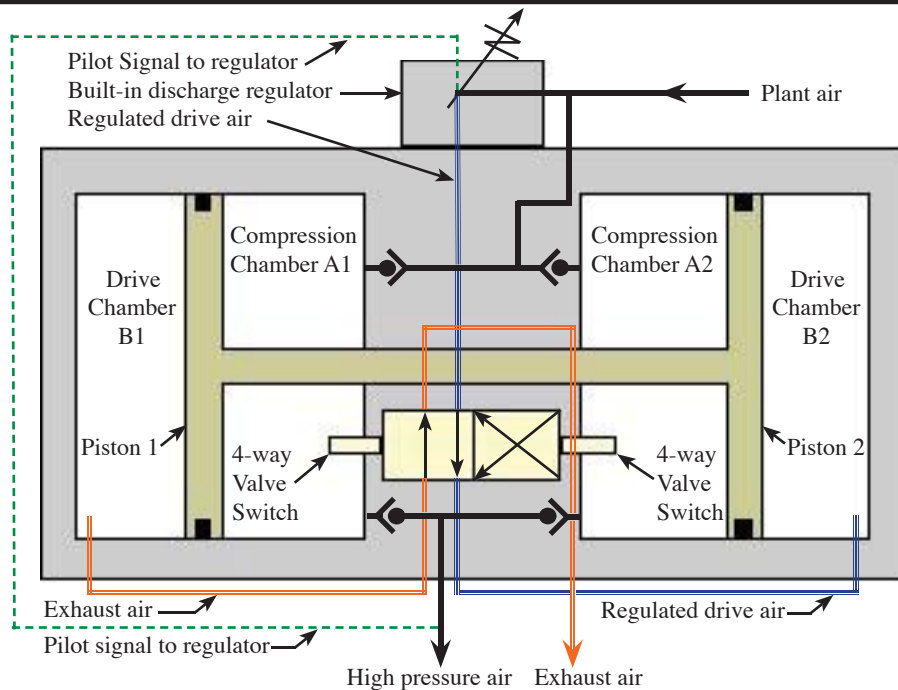 Pilot Signal to regulator
Built-in discharge regulator
Regulated drive air
Plant air
Compression
Chamber A1
Compression
Chamber A2
Drive
Chamber
B1
Drive
Chamber
B2
Piston 1
4-way
Valve
Switch
4-way
Valve
Switch
Piston 2
Exhaust air
Regulated drive air
Pilot signal to regulator
High pressure air
Exhaust air